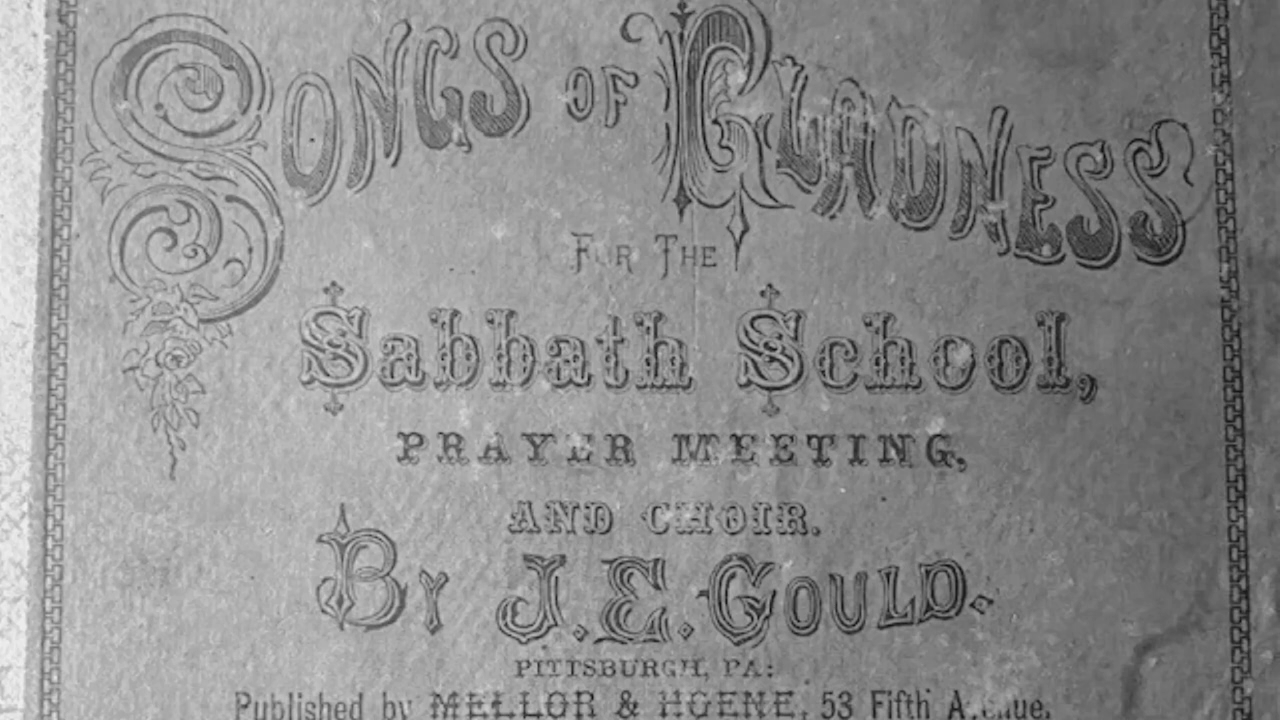 SONGS OF GLADNESS
FOR THE
Sabbath School,
PRAYER MEETING,
AND CHOIR.
BY J. E. GOULD.
PITTSBURGH, PA:
Published by MELLOR & HOENE, 53 Fifth Avenue.